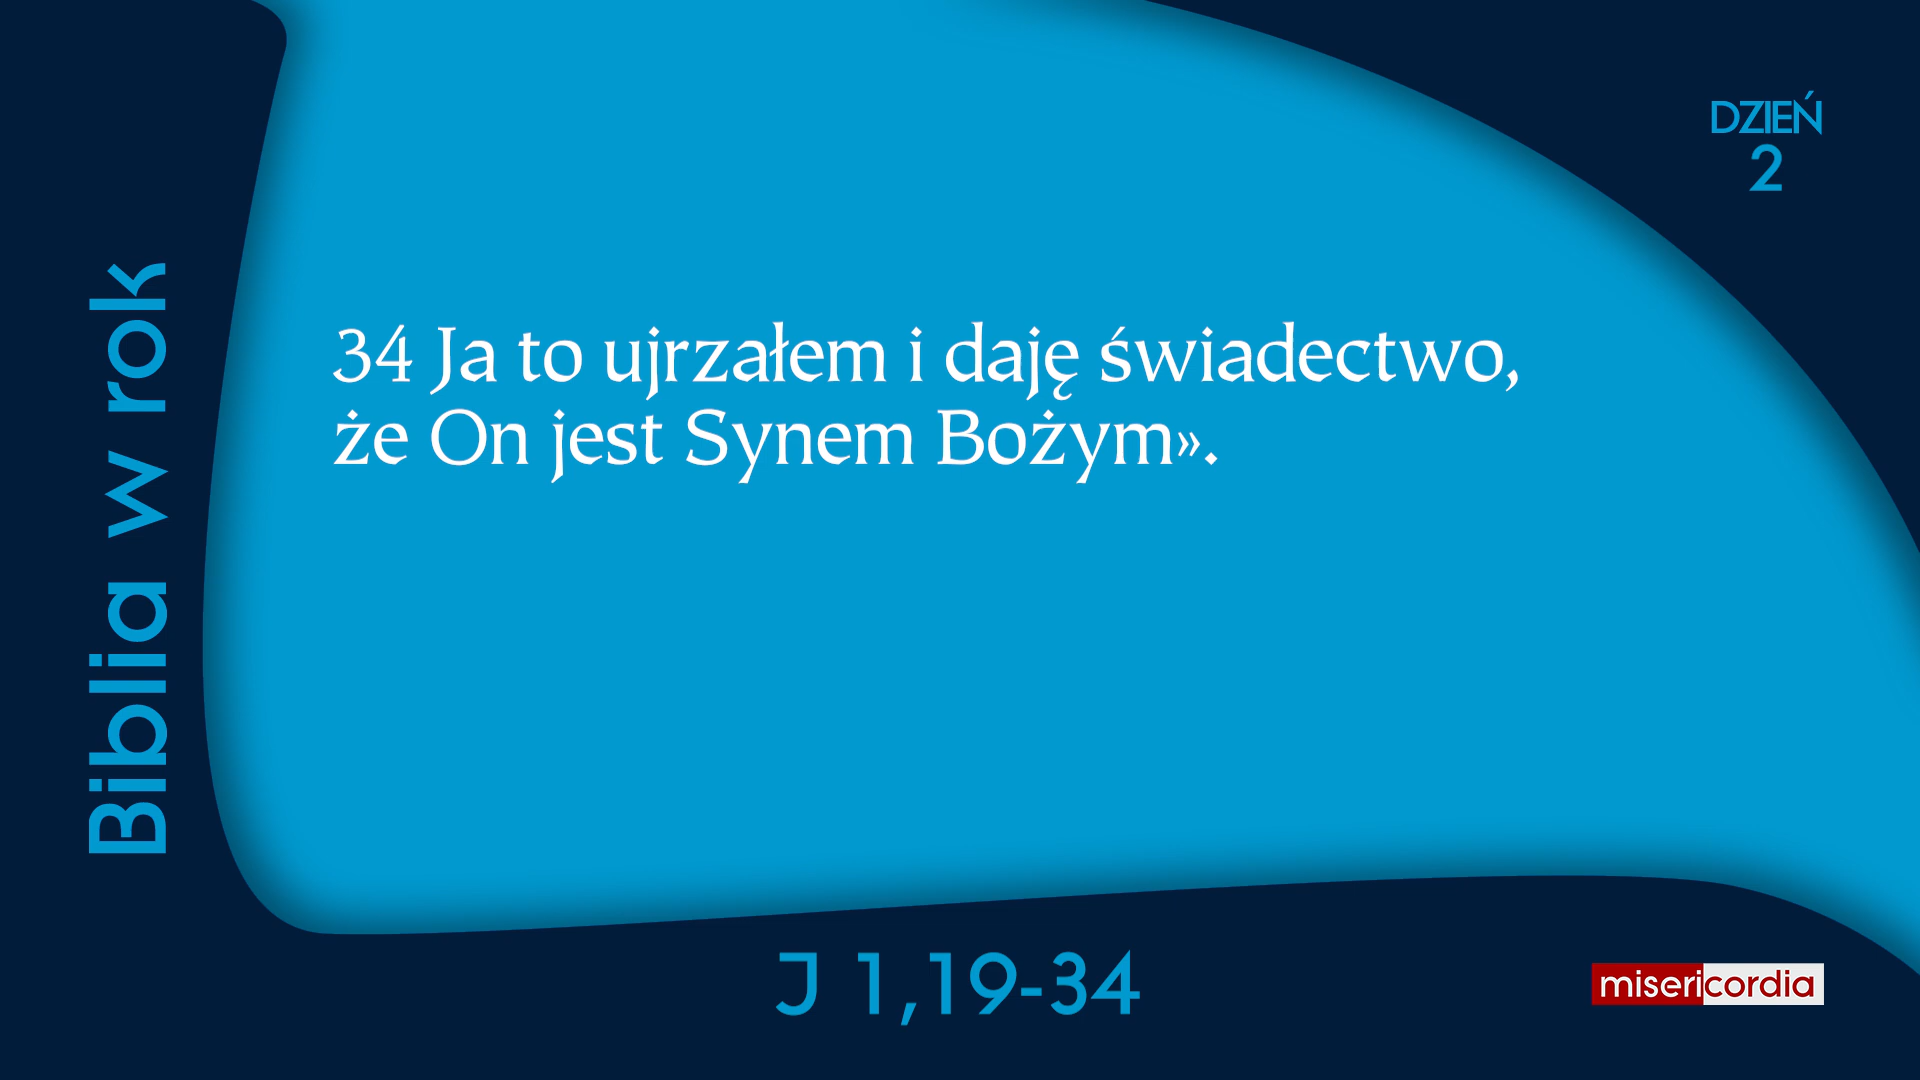 DZIEŃ
2
Biblia w rok
34 Ja to ujrzałem i daję świadectwo,
że On jest Synem Bożym».
J 1,19-34
misericordia